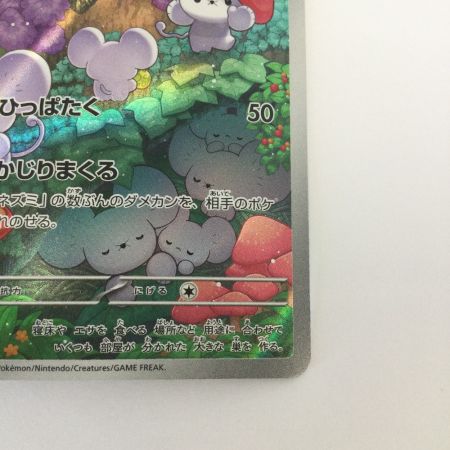 ひっぱたく 50
かじりまくる
ネズミ」の数ぶんのダメカンを、相手のポケ
のせる。
抗力 にげる
寝床や エサを 食べる 場所など 用途に 合わせて
いくつも 部屋が 分かれた 大きな 巣を 作る。
Pokémon/Nintendo/Creatures/GAME FREAK.